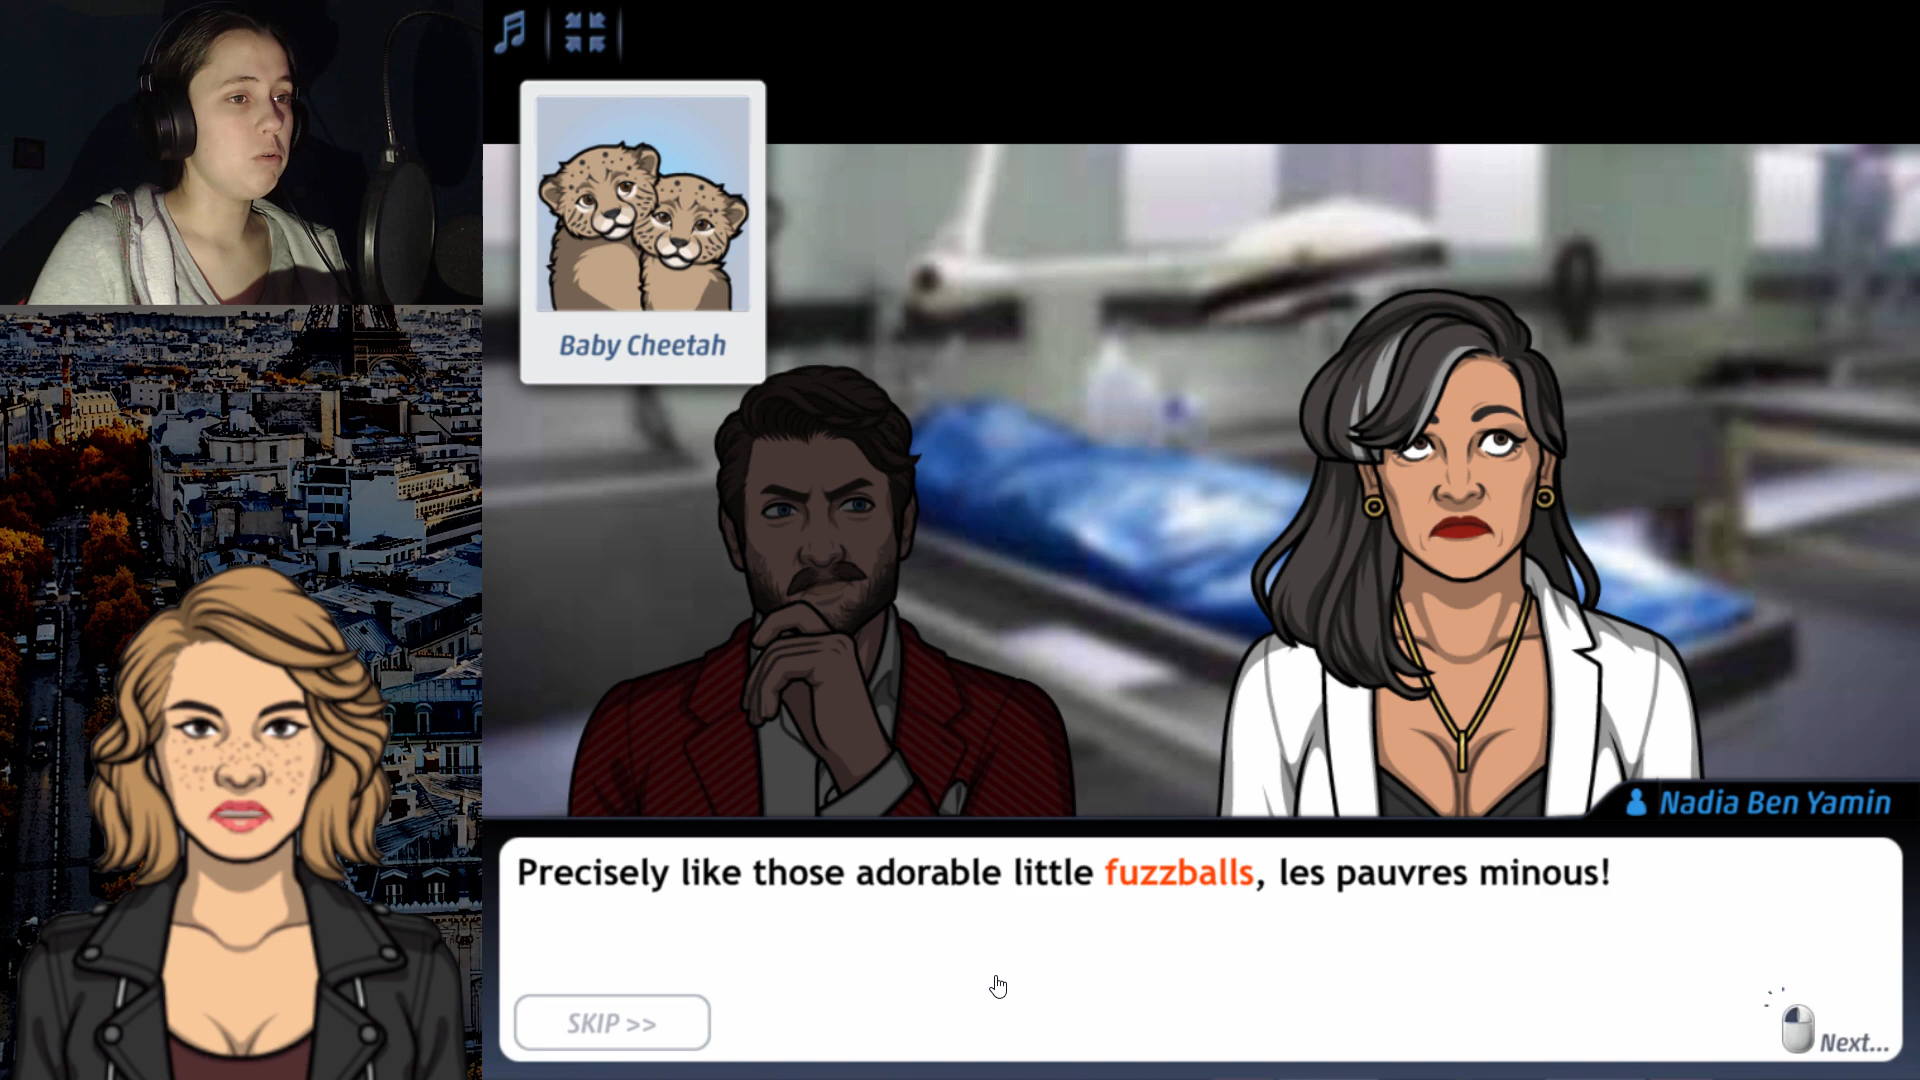 Baby Cheetah
Nadia Ben Yamin
Precisely like those adorable little fuzzballs, les pauvres minous!
SKIP >>
Next...